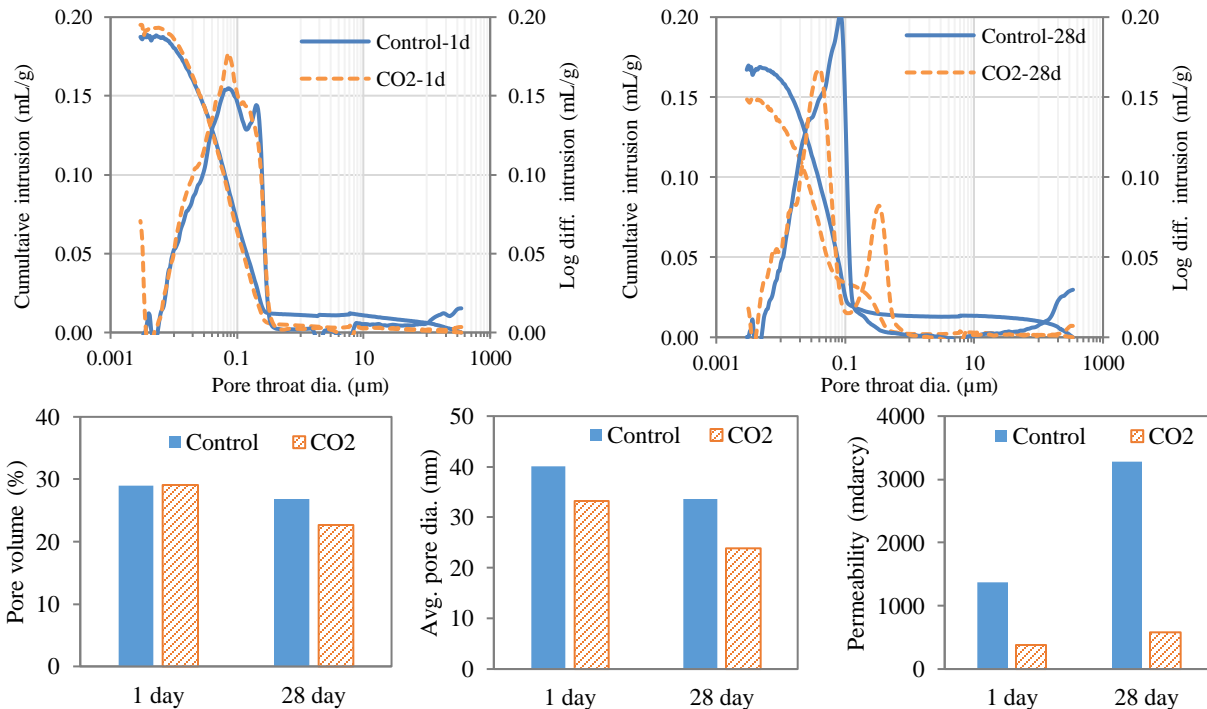 0.20
0.15
0.10
0.05
0.00
Cumultaive intrusion (mL/g)
Control-1d
CO2-1d
0.20
0.15
0.10
0.05
0.00
Log diff. intrusion (mL/g)
0.001
0.1
10
1000
Pore throat dia. (µm)
0.20
0.15
0.10
0.05
0.00
Cumultaive intrusion (mL/g)
Control-28d
CO2-28d
0.20
0.15
0.10
0.05
0.00
Log diff. intrusion (mL/g)
0.001
0.1
10
1000
Pore throat dia. (µm)
40
30
20
10
0
Pore volume (%)
Control
CO2
1 day
28 day
50
40
30
20
10
0
Avg. pore dia. (nm)
Control
CO2
1 day
28 day
4000
3000
2000
1000
0
Permeability (mdarcy)
Control
CO2
1 day
28 day